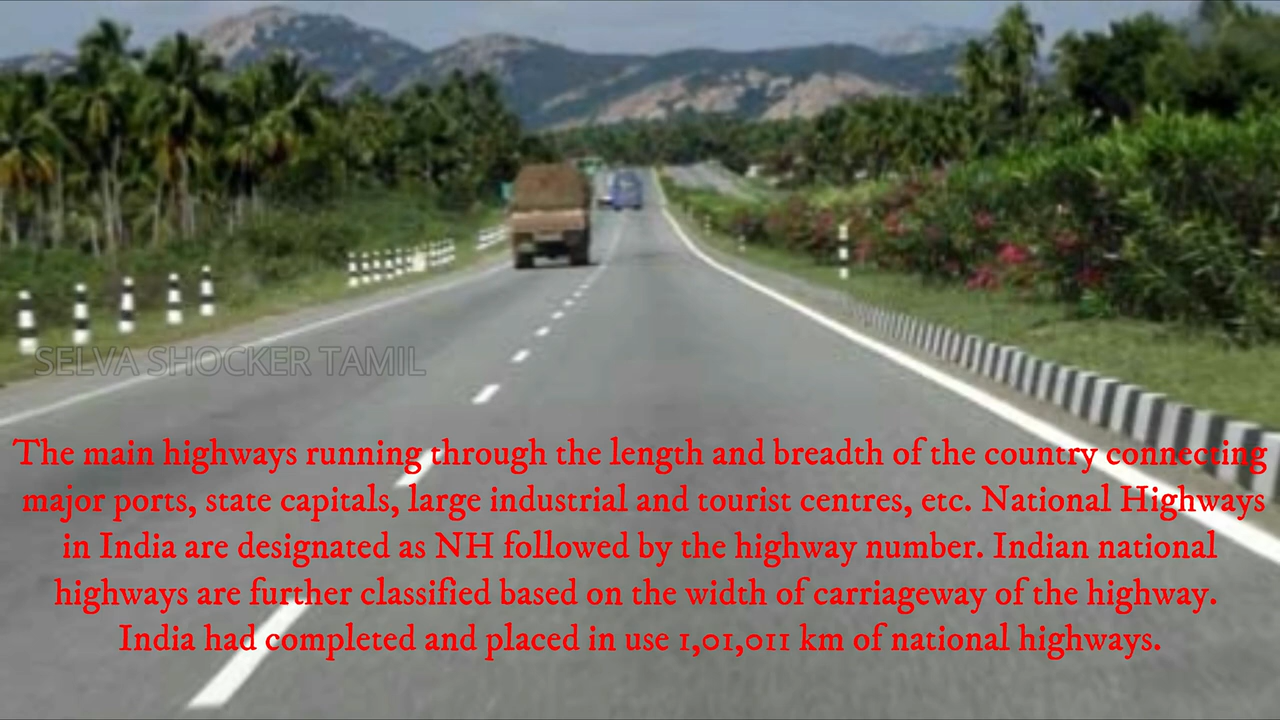 SELVA SHOCKER TAMIL
The main highways running through the length and breadth of the country connecting
major ports, state capitals, large industrial and tourist centres, etc. National Highways
in India are designated as NH followed by the highway number. Indian national
highways are further classified based on the width of carriageway of the highway.
India had completed and placed in use 1,01,011 km of national highways.